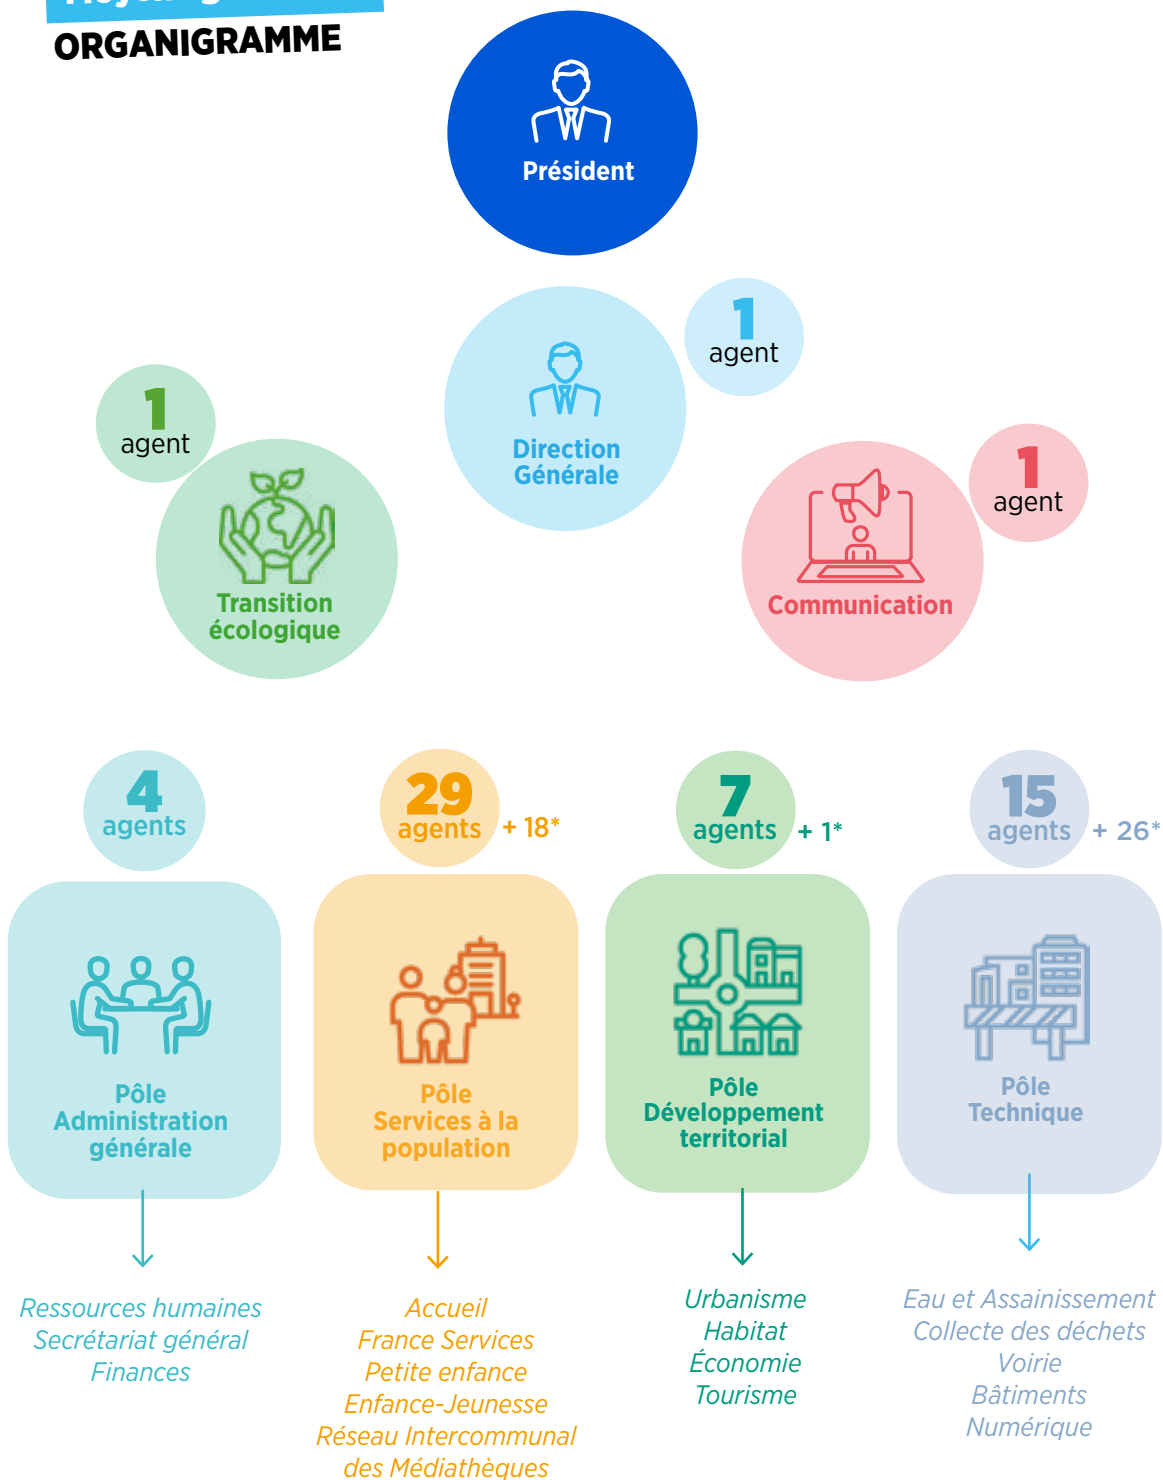 ORGANIGRAMME
Président
1
agent
Direction
Générale
1
agent
Transition
écologique
1
agent
Communication
4
agents
29
agents + 18*
7
agents + 1*
15
agents + 26*
Pôle
Administration
générale
Pôle
Services à la
population
Pôle
Développement
territorial
Pôle
Technique
Ressources humaines
Secrétariat général
Finances
Accueil
France Services
Petite enfance
Enfance-Jeunesse
Réseau Intercommunal
des Médiathèques
Urbanisme
Habitat
Économie
Tourisme
Eau et Assainissement
Collecte des déchets
Voirie
Bâtiments
Numérique